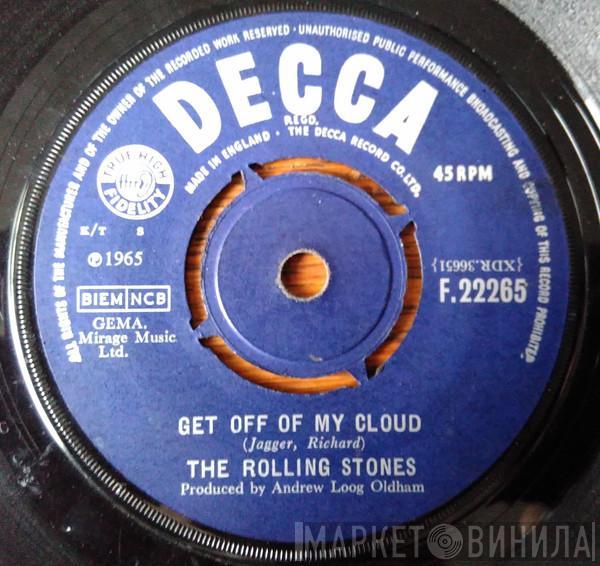 ALL RIGHTS OF THE MANUFACTURER AND OF THE OWNER OF THE RECORDED WORK RESERVED · UNAUTHORISED PUBLIC PERFORMANCE BROADCASTING AND COPYING OF THIS RECORD PROHIBITED
DECCA
REGD.
MADE IN ENGLAND · THE DECCA RECORD CO. LTD.
TRUE HIGH
ffrr
FIDELITY
45 RPM
K/T S
℗1965
{XDR.36651}
BIEM NCB
F.22265
GEMA.
Mirage Music
Ltd.
GET OFF OF MY CLOUD
(Jagger, Richard)
THE ROLLING STONES
Produced by Andrew Loog Oldham
МАРКЕТ ВИНИЛА